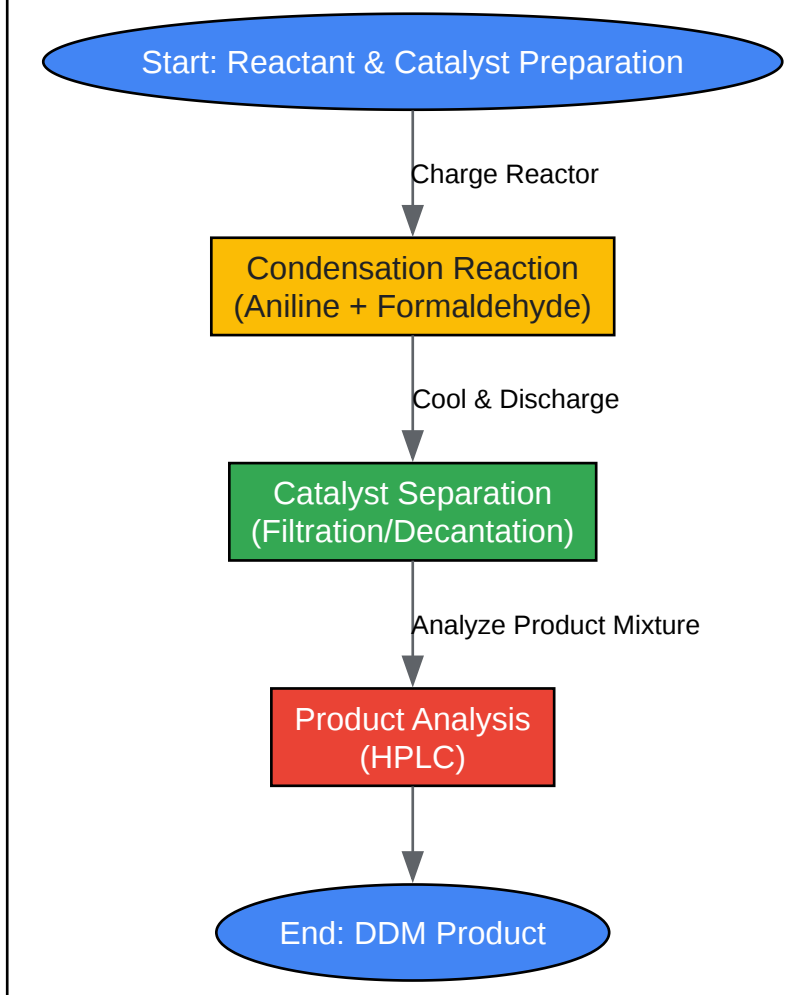 Start: Reactant & Catalyst Preparation
Charge Reactor
Condensation Reaction
(Aniline + Formaldehyde)
Cool & Discharge
Catalyst Separation
(Filtration/Decantation)
Analyze Product Mixture
Product Analysis
(HPLC)
End: DDM Product